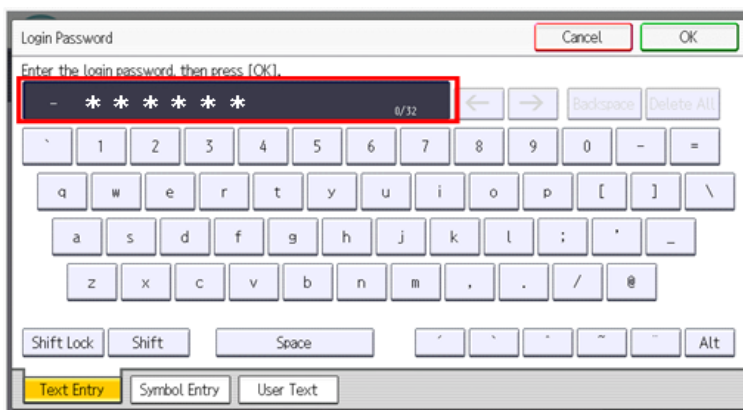 Login Password Cancel OK
Enter the login password, then press [OK].
- ****** 0/32 ← → Backspace Delete All
` 1 2 3 4 5 6 7 8 9 0 - =
q w e r t y u i o p [ ] \
a s d f g h j k l ; ' _
z x c v b n m , . / @
Shift Lock Shift Space ´ ` ^ ~ ¨ Alt
Text Entry Symbol Entry User Text